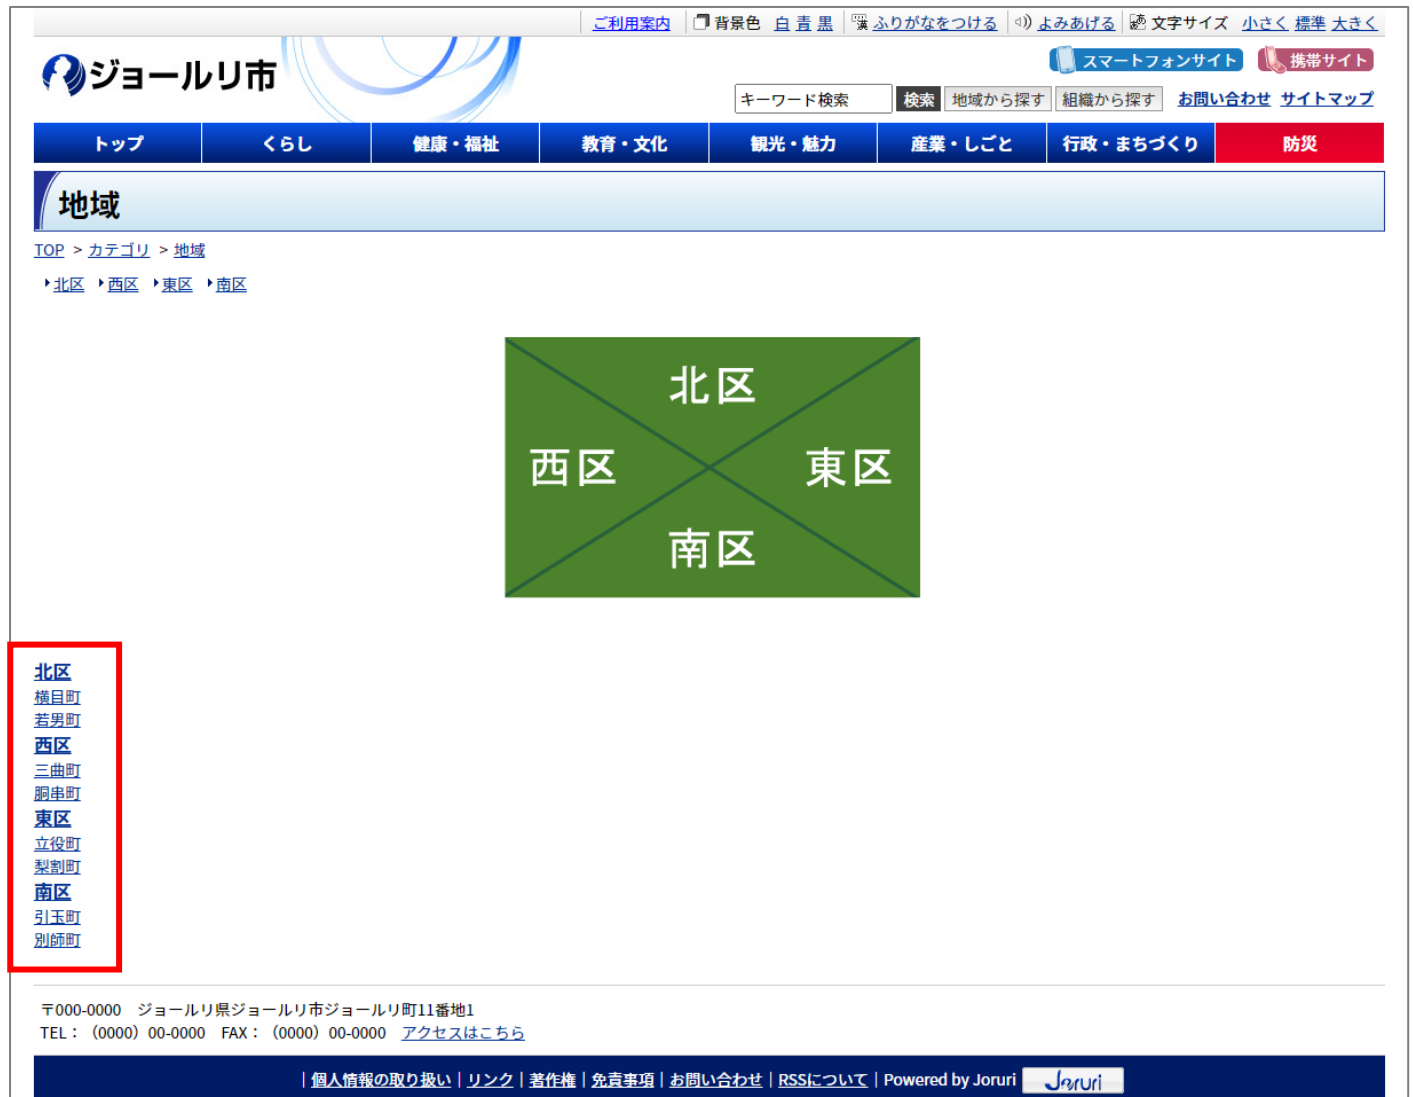 ご利用案内 背景色 白 青 黒 ふりがなをつける よみあげる 文字サイズ 小さく 標準 大きく
ジョールリ市
スマートフォンサイト 携帯サイト
キーワード検索 検索 地域から探す 組織から探す お問い合わせ サイトマップ
トップ くらし 健康・福祉 教育・文化 観光・魅力 産業・しごと 行政・まちづくり 防災
地域
TOP > カテゴリ > 地域
北区 西区 東区 南区
北区
西区 東区
南区
北区
横目町
若男町
西区
三曲町
胴串町
東区
立役町
梨割町
南区
引玉町
別師町
〒000-0000　ジョールリ県ジョールリ市ジョールリ町11番地1
TEL：（0000）00-0000　FAX：（0000）00-0000　アクセスはこちら
| 個人情報の取り扱い | リンク | 著作権 | 免責事項 | お問い合わせ | RSSについて | Powered by Joruri Joruri